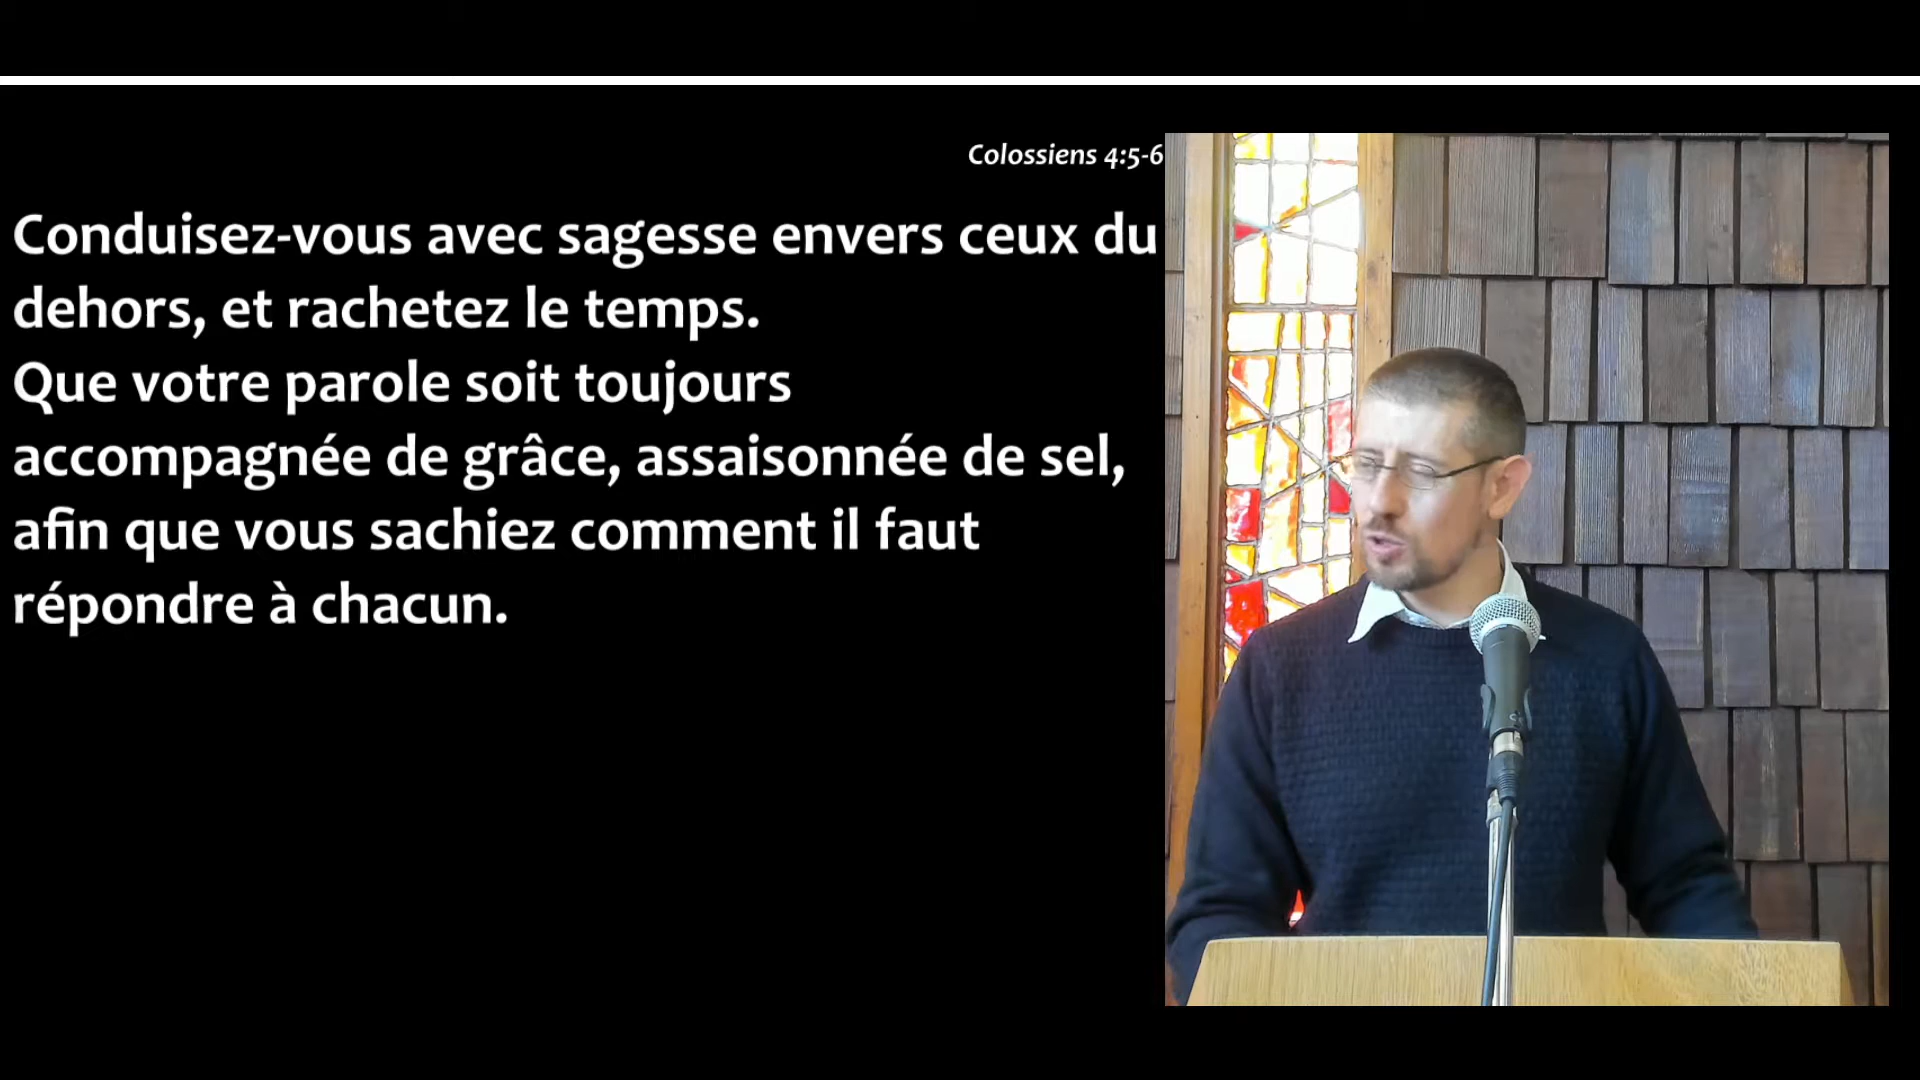 Colossiens 4:5-6
Conduisez-vous avec sagesse envers ceux du
dehors, et rachetez le temps.
Que votre parole soit toujours
accompagnée de grâce, assaisonnée de sel,
afin que vous sachiez comment il faut
répondre à chacun.